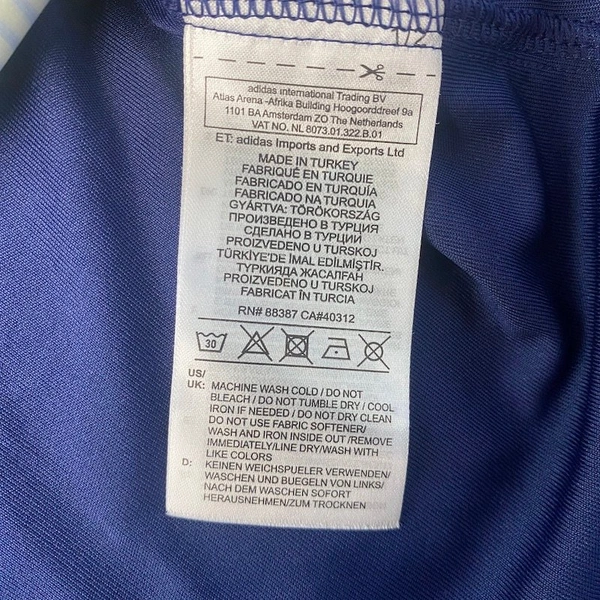 1/2
adidas international Trading BV
Atlas Arena -Afrika Building Hoogoorddreef 9a
1101 BA Amsterdam ZO The Netherlands
VAT NO. NL 8073.01.322.B.01
ET: adidas Imports and Exports Ltd
MADE IN TURKEY
FABRIQUÉ EN TURQUIE
FABRICADO EN TURQUÍA
FABRICADO NA TURQUIA
GYÁRTVA: TÖRÖKORSZÁG
ПРОИЗВЕДЕНО В ТУРЦИЯ
СДЕЛАНО В ТУРЦИИ
PROIZVEDENO U TURSKOJ
TÜRKİYE'DE İMAL EDİLMİŞTİR.
ТУРКИЯДА ЖАСАЛҒАН
PROIZVEDENO U TURSKOJ
FABRICAT ÎN TURCIA
RN# 88387 CA#40312
30
US/
UK: MACHINE WASH COLD / DO NOT
BLEACH / DO NOT TUMBLE DRY / COOL
IRON IF NEEDED / DO NOT DRY CLEAN
DO NOT USE FABRIC SOFTENER/
WASH AND IRON INSIDE OUT /REMOVE
IMMEDIATELY/LINE DRY/WASH WITH
LIKE COLORS
D: KEINEN WEICHSPUELER VERWENDEN/
WASCHEN UND BUEGELN VON LINKS/
NACH DEM WASCHEN SOFORT
HERAUSNEHMEN/ZUM TROCKNEN